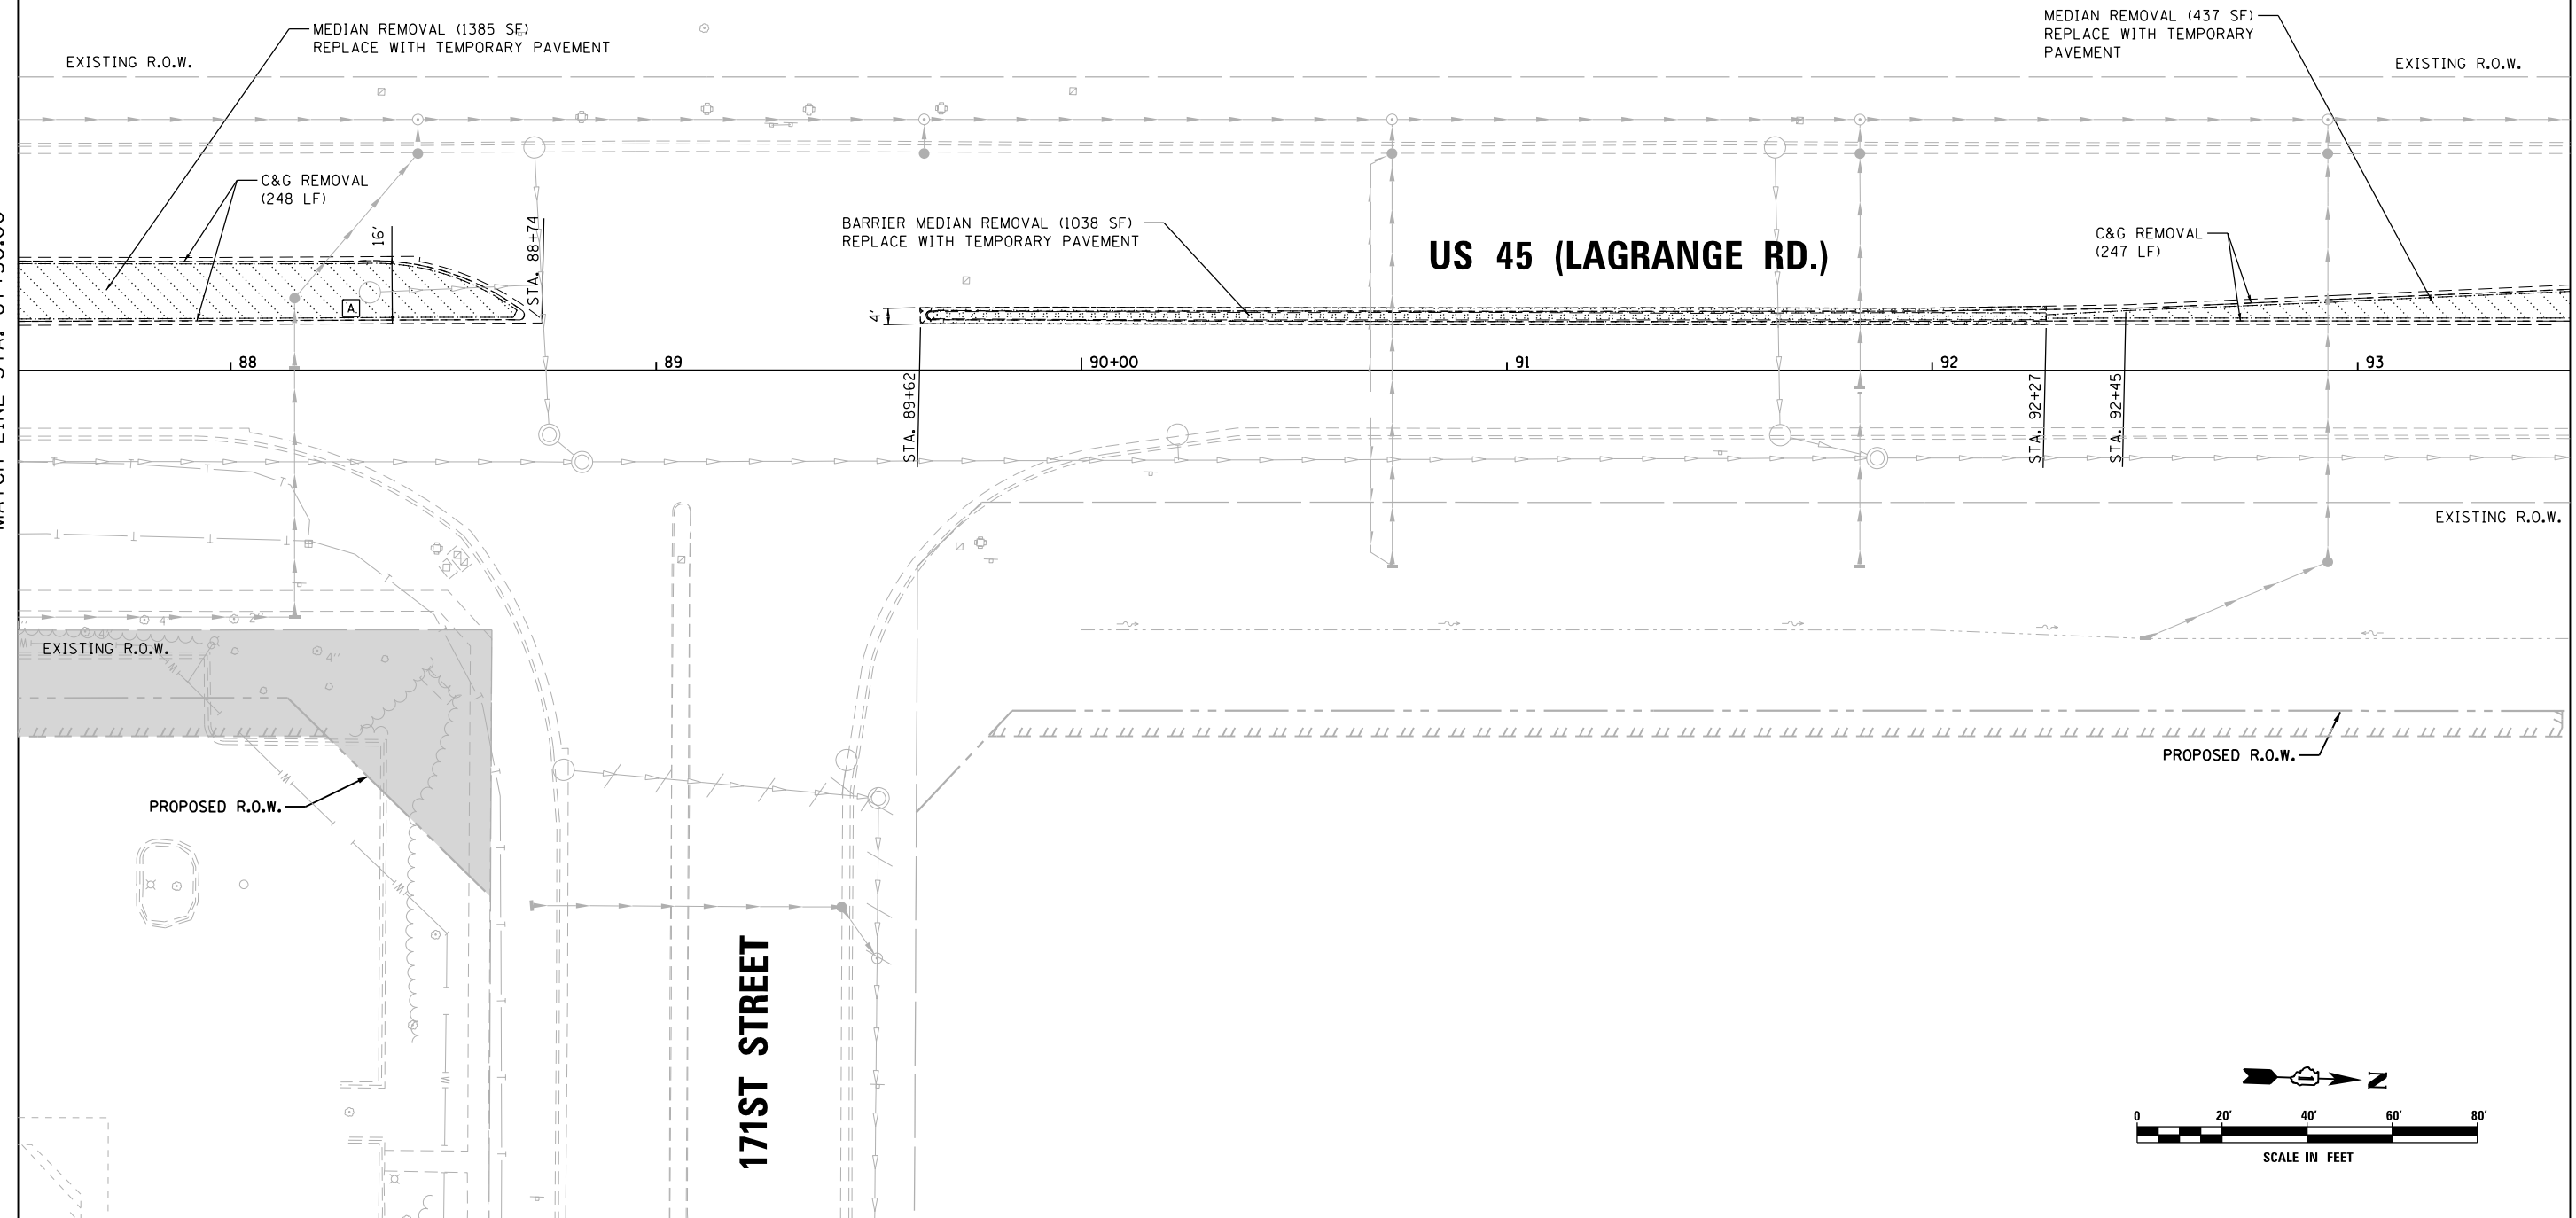 MEDIAN REMOVAL (1385 SF)
REPLACE WITH TEMPORARY PAVEMENT
MEDIAN REMOVAL (437 SF)
REPLACE WITH TEMPORARY
PAVEMENT
EXISTING R.O.W.
EXISTING R.O.W.
C&G REMOVAL
(248 LF)
16'
STA. 88+74
BARRIER MEDIAN REMOVAL (1038 SF)
REPLACE WITH TEMPORARY PAVEMENT
US 45 (LAGRANGE RD.)
C&G REMOVAL
(247 LF)
A
4'
88
89
90+00
91
92
93
STA. 89+62
STA. 92+27
STA. 92+45
EXISTING R.O.W.
4"
2"
EXISTING R.O.W.
4"
PROPOSED R.O.W.
PROPOSED R.O.W.
171ST STREET
N
0 20' 40' 60' 80'
SCALE IN FEET